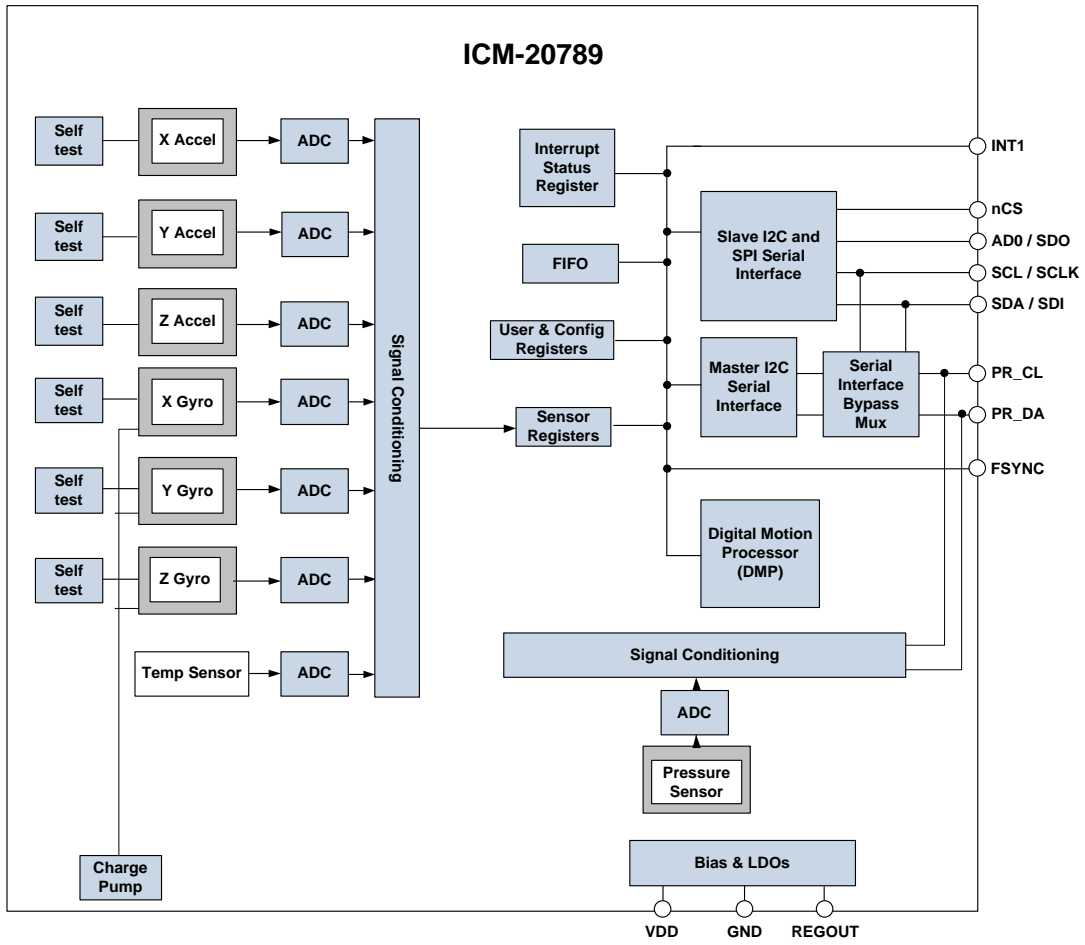 ICM-20789
Self
test
X Accel
ADC
Self
test
Y Accel
ADC
Self
test
Z Accel
ADC
Self
test
X Gyro
ADC
Self
test
Y Gyro
ADC
Self
test
Z Gyro
ADC
Temp Sensor
ADC
Charge
Pump
Signal Conditioning
Interrupt
Status
Register
FIFO
User & Config
Registers
Sensor
Registers
Slave I2C and
SPI Serial
Interface
Master I2C
Serial
Interface
Serial
Interface
Bypass
Mux
Digital Motion
Processor
(DMP)
Signal Conditioning
ADC
Pressure
Sensor
Bias & LDOs
INT1
nCS
AD0 / SDO
SCL / SCLK
SDA / SDI
PR_CL
PR_DA
FSYNC
VDD
GND
REGOUT